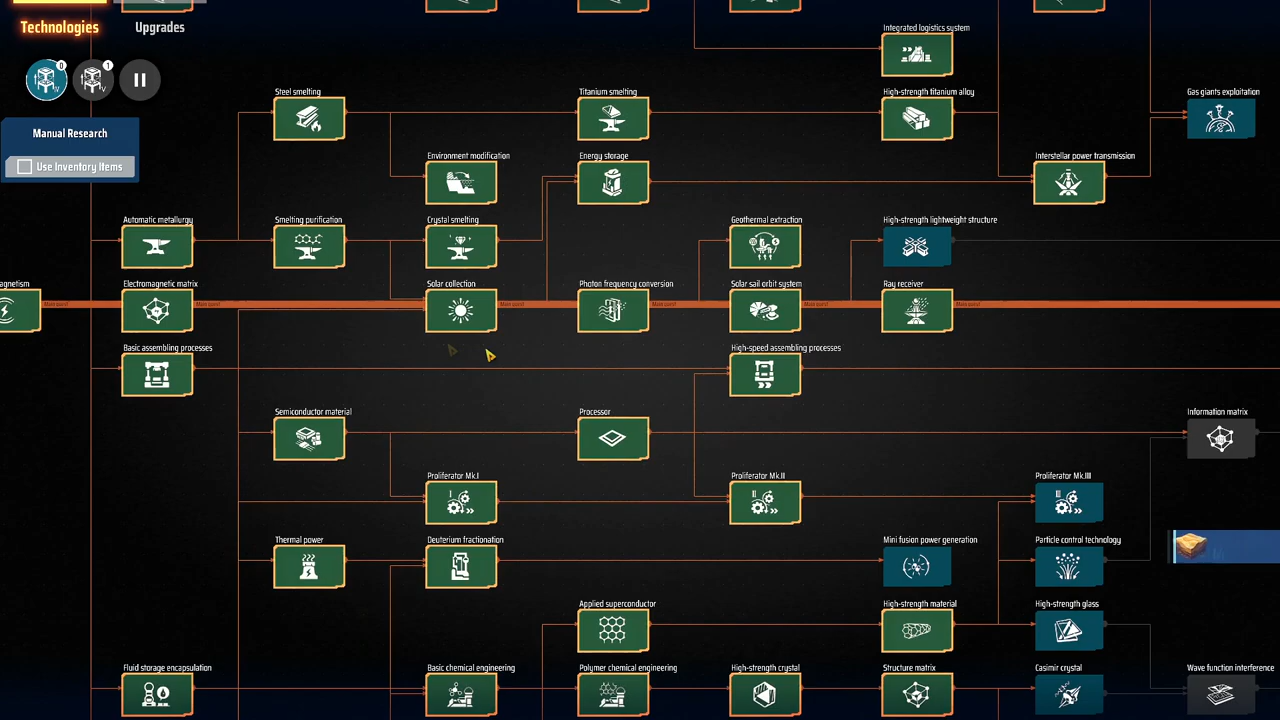 Technologies
Upgrades
Integrated logistics system
0
1
Steel smelting
Titanium smelting
High-strength titanium alloy
Gas giants exploitation
Manual Research
Use Inventory Items
Environment modification
Energy storage
Interstellar power transmission
Automatic metallurgy
Smelting purification
Crystal smelting
Geothermal extraction
High-strength lightweight structure
magnetism
Electromagnetic matrix
Solar collection
Photon frequency conversion
Solar sail orbit system
Ray receiver
Basic assembling processes
High-speed assembling processes
Semiconductor material
Processor
Information matrix
Proliferator Mk.I
Proliferator Mk.II
Proliferator Mk.III
Thermal power
Deuterium fractionation
Mini fusion power generation
Particle control technology
Applied superconductor
High-strength material
High-strength glass
Fluid storage encapsulation
Basic chemical engineering
Polymer chemical engineering
High-strength crystal
Structure matrix
Casimir crystal
Wave function interference